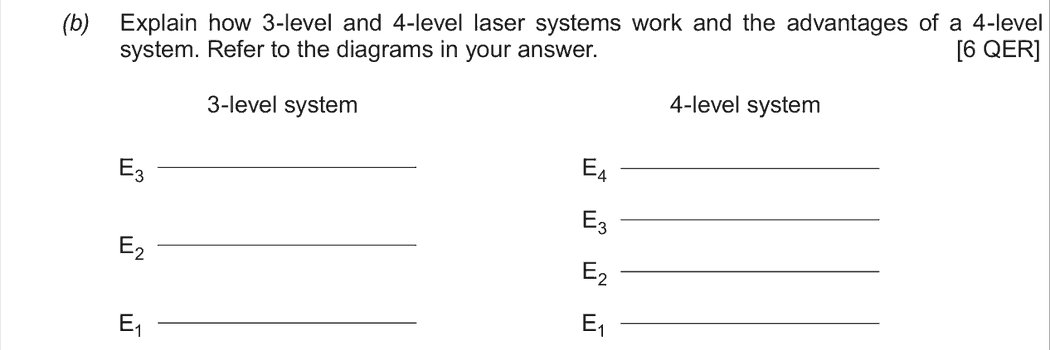 (b) Explain how 3-level and 4-level laser systems work and the advantages of a 4-level
system. Refer to the diagrams in your answer. [6 QER]
3-level system
4-level system
E₃
E₂
E₁
E₄
E₃
E₂
E₁